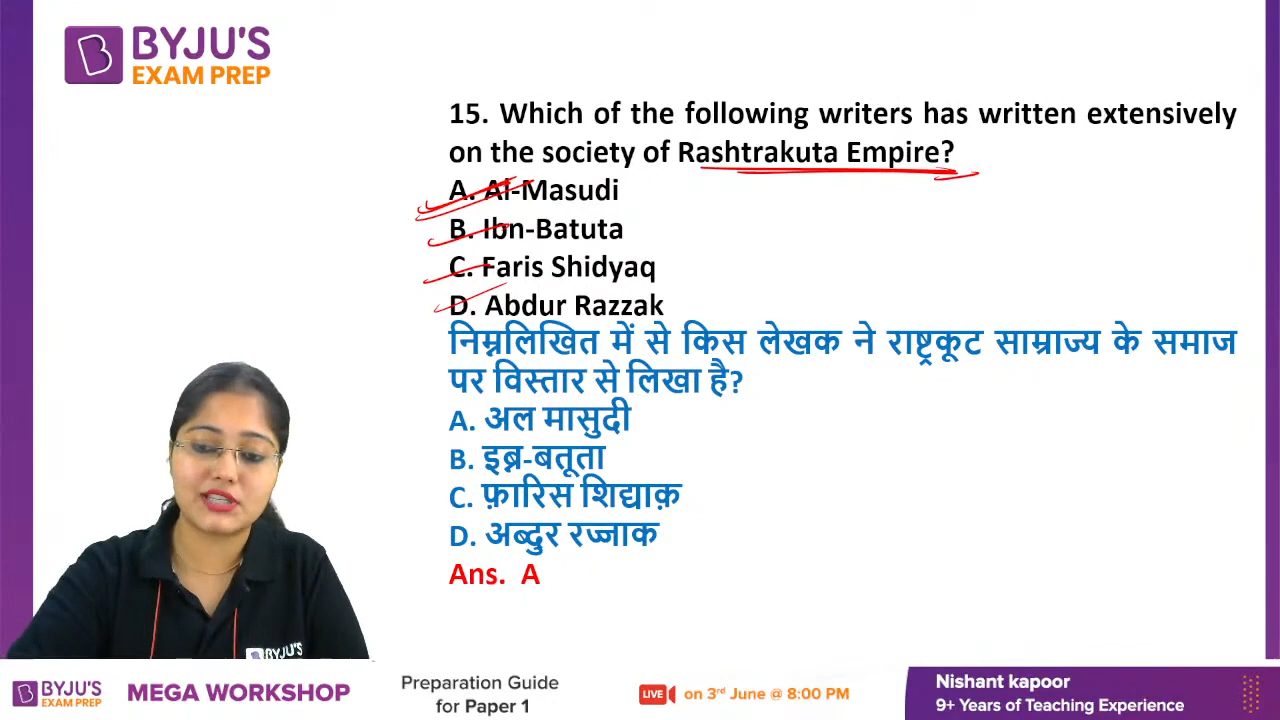 BYJU'S
EXAM PREP
15. Which of the following writers has written extensively
on the society of Rashtrakuta Empire?
A. Al-Masudi
B. Ibn-Batuta
C. Faris Shidyaq
D. Abdur Razzak
निम्नलिखित में से किस लेखक ने राष्ट्रकूट साम्राज्य के समाज
पर विस्तार से लिखा है?
A. अल मासुदी
B. इब्न-बतूता
C. फ़ारिस शिद्याक़
D. अब्दुर रज्जाक
Ans. A
BYJU'S
BYJU'S
EXAM PREP
MEGA WORKSHOP
Preparation Guide
for Paper 1
LIVE
on 3rd June @ 8:00 PM
Nishant kapoor
9+ Years of Teaching Experience